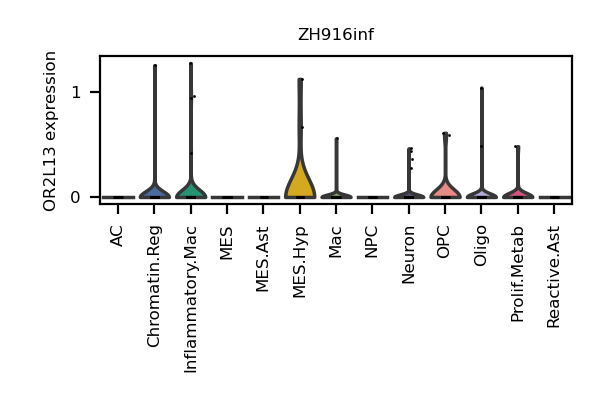 ZH916inf
OR2L13 expression
1
0
AC
Chromatin.Reg
Inflammatory.Mac
MES
MES.Ast
MES.Hyp
Mac
NPC
Neuron
OPC
Oligo
Prolif.Metab
Reactive.Ast